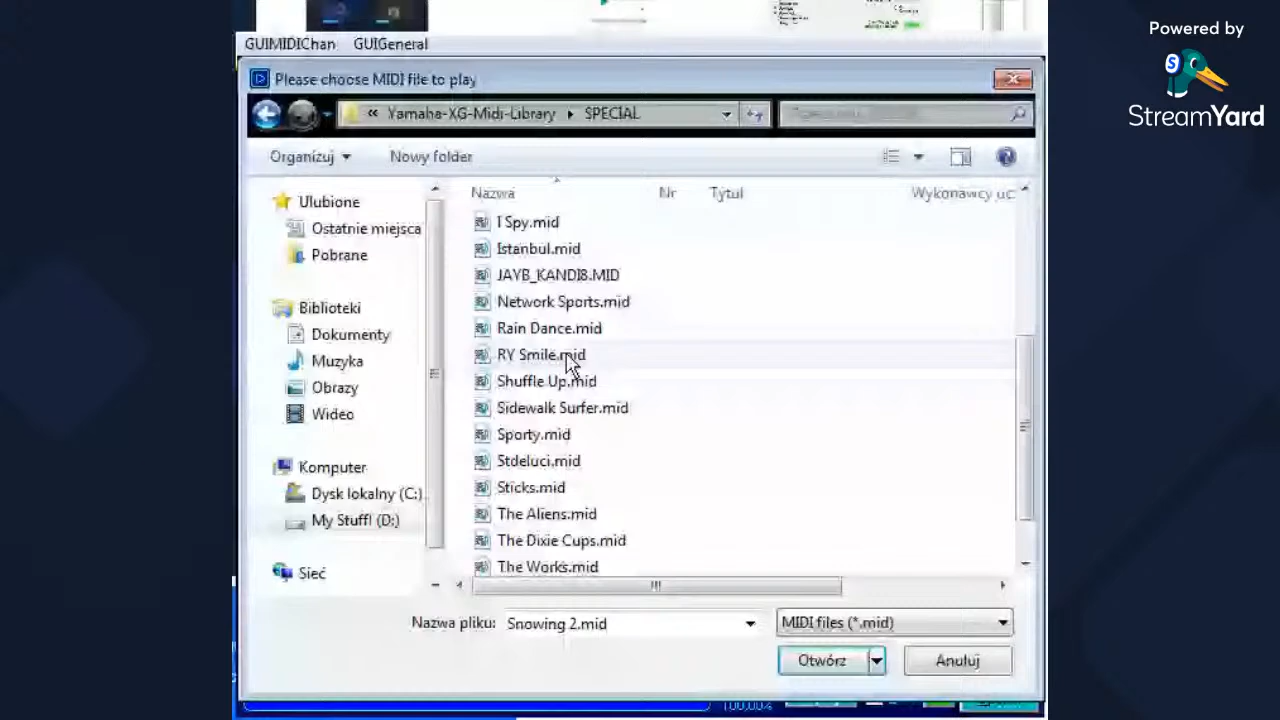 Powered by
StreamYard
GUIMIDIChan GUIGeneral
Please choose MIDI file to play
« Yamaha-XG-Midi-Library SPECIAL
Organizuj Nowy folder
Nazwa Nr Tytuł Wykonawcy uc
Ulubione
Ostatnie miejsca
Pobrane
Biblioteki
Dokumenty
Muzyka
Obrazy
Wideo
Komputer
Dysk lokalny (C:)
My Stuff! (D:)
Sieć
I Spy.mid
Istanbul.mid
JAYB_KANDI8.MID
Network Sports.mid
Rain Dance.mid
RY Smile.mid
Shuffle Up.mid
Sidewalk Surfer.mid
Sporty.mid
Stdeluci.mid
Sticks.mid
The Aliens.mid
The Dixie Cups.mid
The Works.mid
Nazwa pliku: Snowing 2.mid MIDI files (*.mid)
Otwórz Anuluj
100,00%